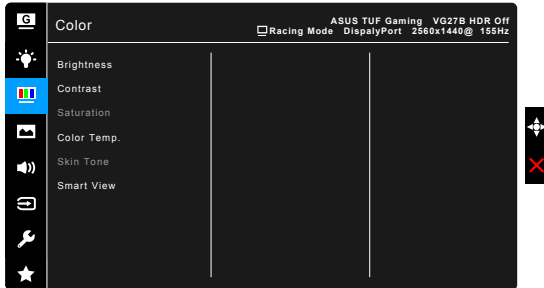 G
Color
ASUS TUF Gaming VG27B HDR Off
Racing Mode DispalyPort 2560x1440@ 155Hz
Brightness
Contrast
Saturation
Color Temp.
Skin Tone
Smart View